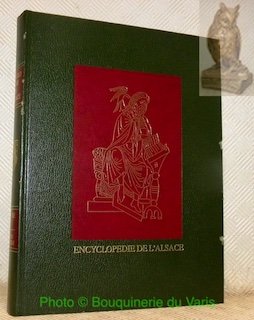 ENCYCLOPEDIE DE L'ALSACE
Photo © Bouquinerie du Varis